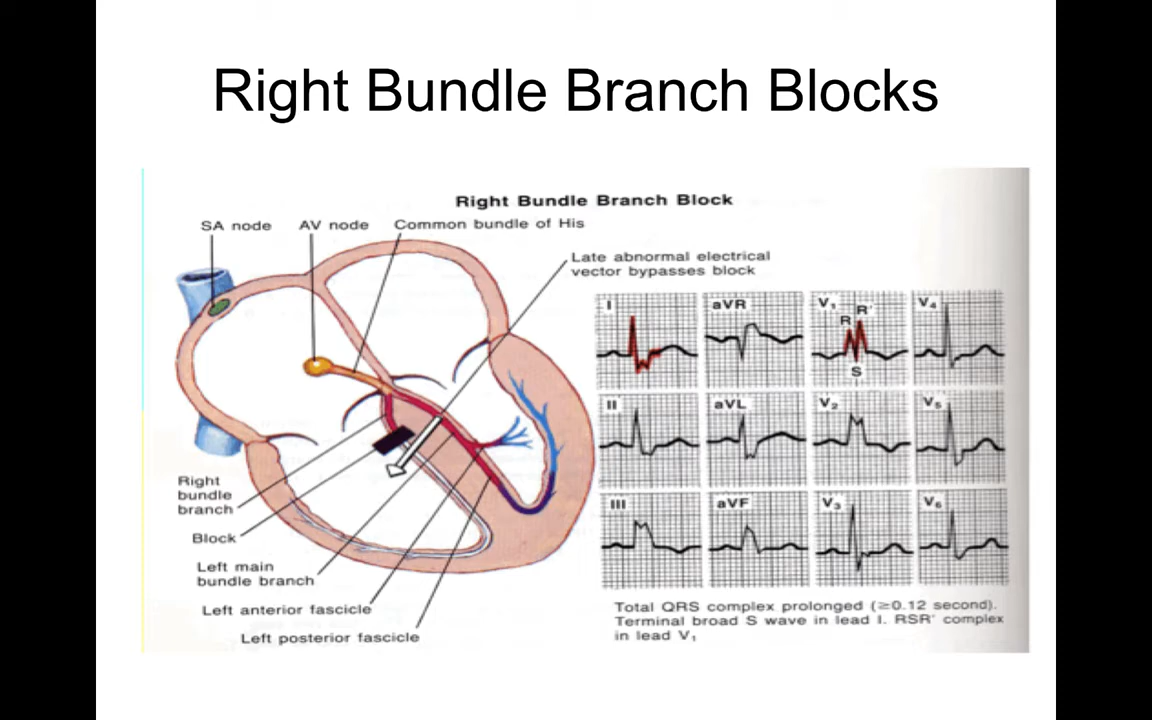 Right Bundle Branch Blocks
Right Bundle Branch Block
SA node
AV node
Common bundle of His
Late abnormal electrical
vector bypasses block
Right
bundle
branch
Block
Left main
bundle branch
Left anterior fascicle
Left posterior fascicle
I
aVR
V₁
R
R'
S
V₄
II
aVL
V₂
V₅
III
aVF
V₃
V₆
Total QRS complex prolonged (≥0.12 second).
Terminal broad S wave in lead I. RSR' complex
in lead V₁